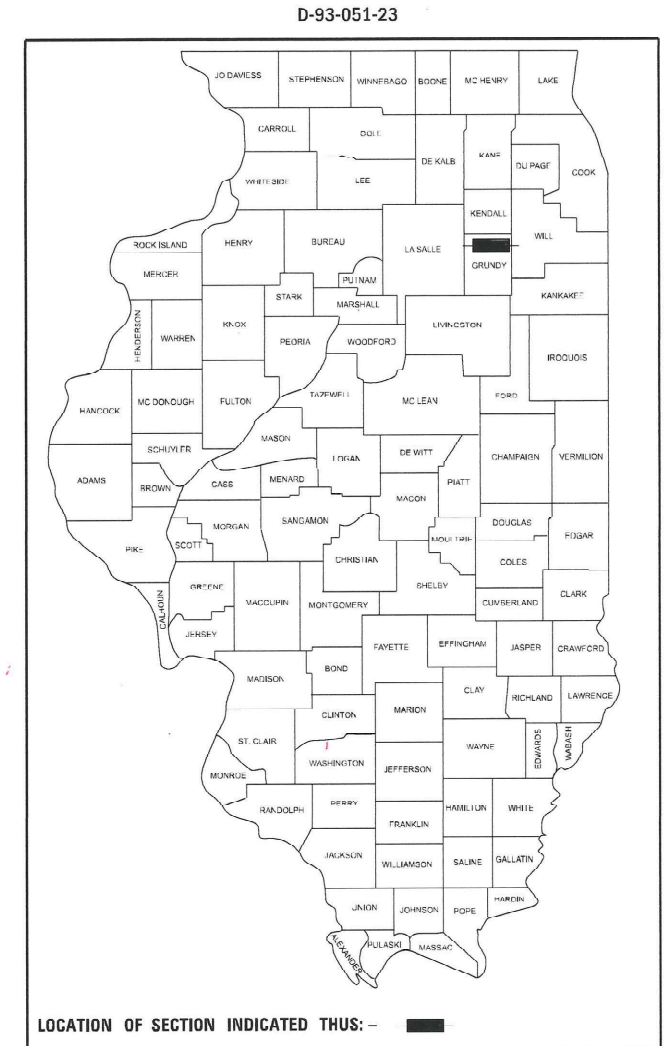 D-93-051-23
JO DAVIESS STEPHENSON WINNEBAGO BOONE MC HENRY LAKE
CARROLL OGLE DE KALB KANE DU PAGE COOK
WHITESIDE LEE
KENDALL
ROCK ISLAND HENRY BUREAU LA SALLE WILL
GRUNDY
MERCER PUTNAM
STARK MARSHALL KANKAKEE
HENDERSON WARREN KNOX PEORIA WOODFORD LIVINGSTON IROQUOIS
HANCOCK MC DONOUGH FULTON TAZEWELL MC LEAN FORD
MASON
SCHUYLER LOGAN DE WITT CHAMPAIGN VERMILION
ADAMS BROWN CASS MENARD PIATT
MACON
PIKE SCOTT MORGAN SANGAMON MOULTRIE DOUGLAS EDGAR
CHRISTIAN COLES
CALHOUN GREENE MACOUPIN MONTGOMERY SHELBY CUMBERLAND CLARK
JERSEY FAYETTE EFFINGHAM JASPER CRAWFORD
MADISON BOND
CLAY RICHLAND LAWRENCE
CLINTON MARION
ST. CLAIR WAYNE EDWARDS WABASH
WASHINGTON JEFFERSON
MONROE
RANDOLPH PERRY HAMILTON WHITE
FRANKLIN
JACKSON WILLIAMSON SALINE GALLATIN
UNION JOHNSON POPE HARDIN
ALEXANDER PULASKI MASSAC
LOCATION OF SECTION INDICATED THUS: –